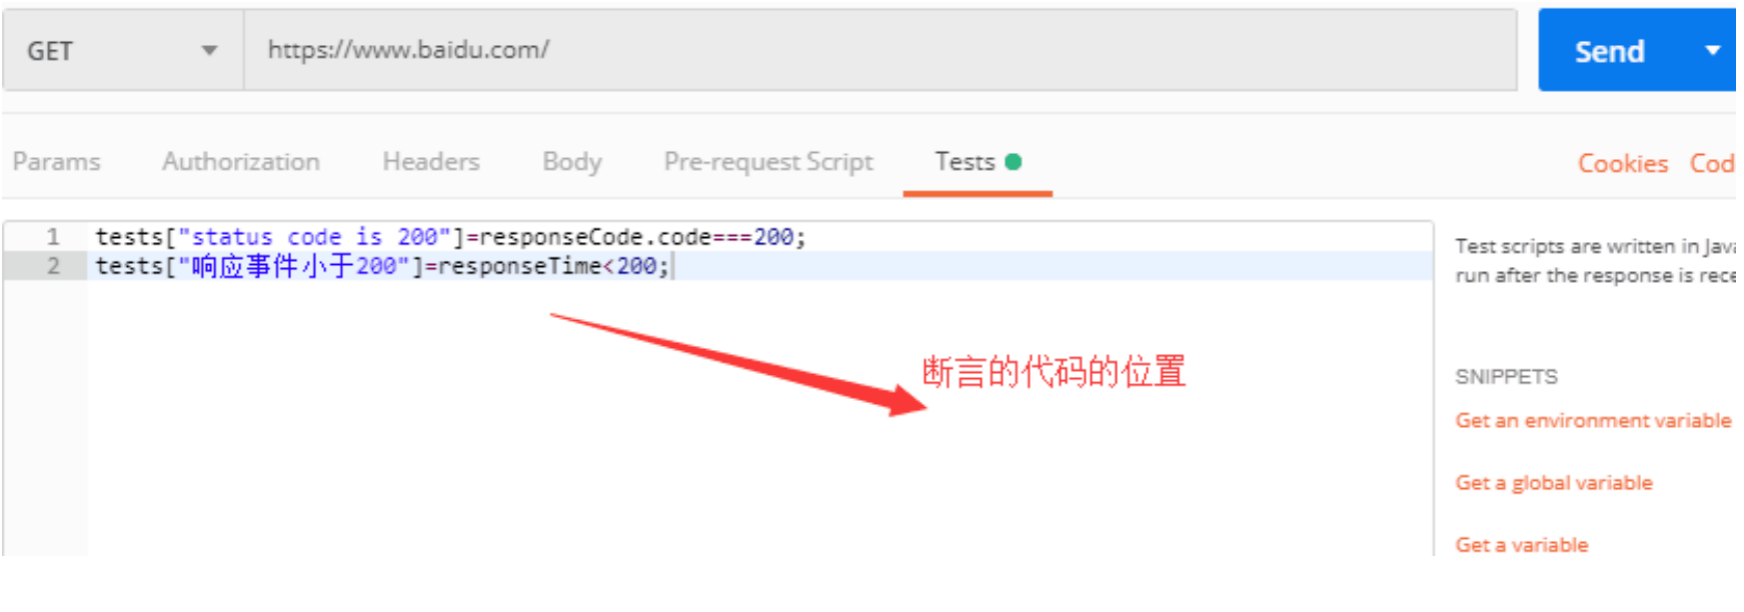 GET https://www.baidu.com/ Send
Params Authorization Headers Body Pre-request Script Tests Cookies Cod
1 tests["status code is 200"]=responseCode.code===200;
2 tests["响应事件小于200"]=responseTime<200;
Test scripts are written in Java
run after the response is rece
断言的代码的位置
SNIPPETS
Get an environment variable
Get a global variable
Get a variable